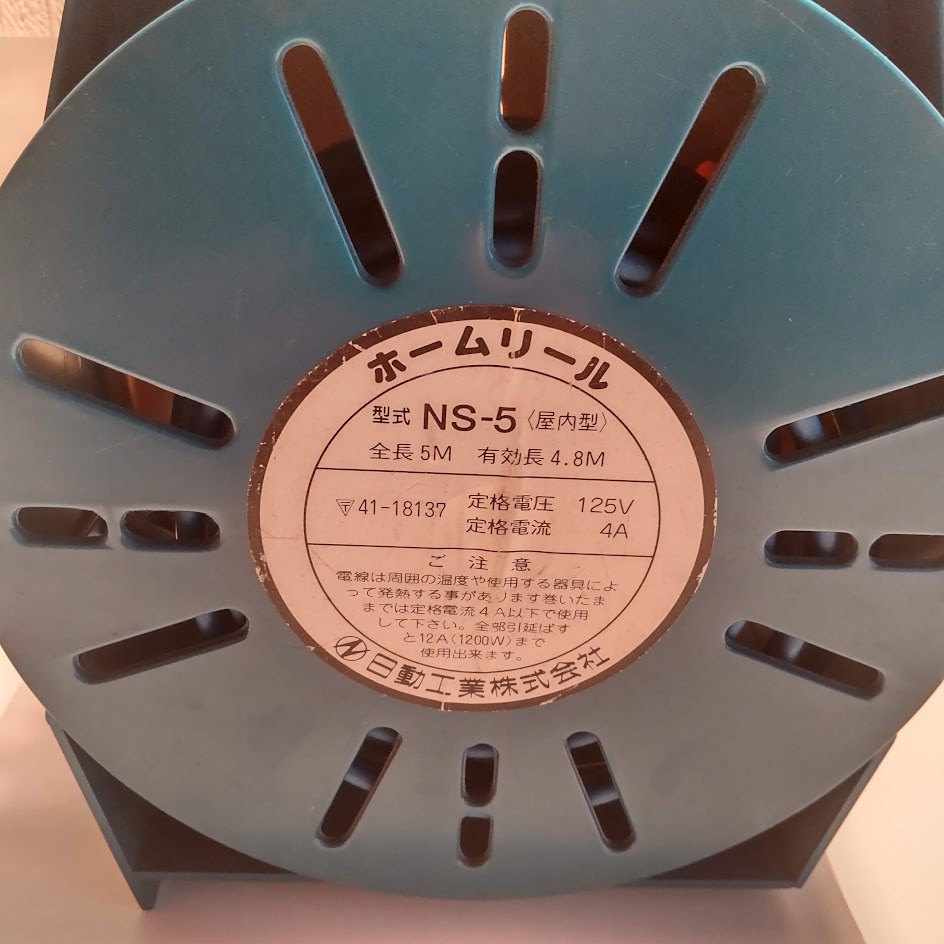 ホームリール
型式 NS-5〈屋内型〉
全長5M 有効長4.8M
〒41-18137 定格電圧 125V
定格電流 4A
ご注意
電線は周囲の温度や使用する器具によ
って発熱する事があります巻いたま
までは定格電流4A以下で使用
して下さい。全部引延ばす
と12A(1200W)まで
使用出来ます。
日動工業株式会社